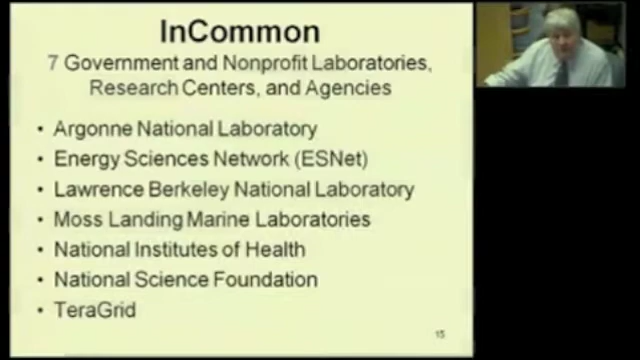 InCommon
7 Government and Nonprofit Laboratories,
Research Centers, and Agencies
• Argonne National Laboratory
• Energy Sciences Network (ESNet)
• Lawrence Berkeley National Laboratory
• Moss Landing Marine Laboratories
• National Institutes of Health
• National Science Foundation
• TeraGrid
15